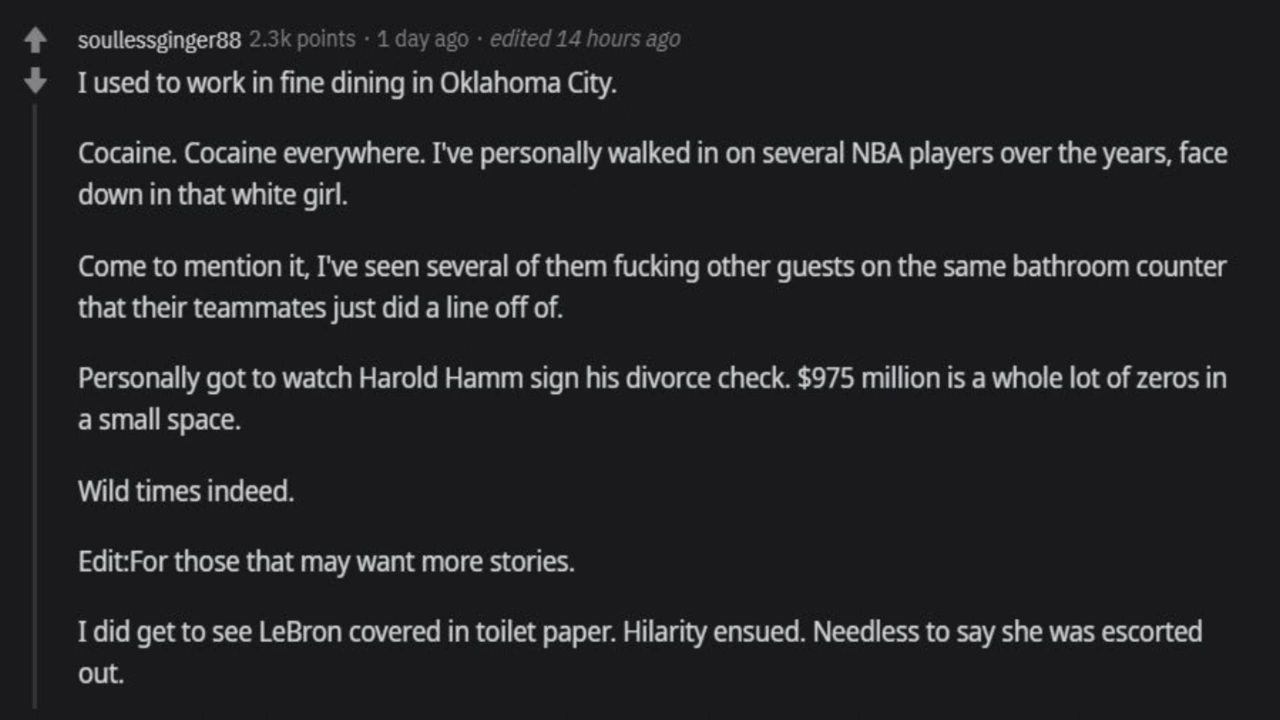 soullessginger88 2.3k points · 1 day ago · edited 14 hours ago
I used to work in fine dining in Oklahoma City.
Cocaine. Cocaine everywhere. I've personally walked in on several NBA players over the years, face
down in that white girl.
Come to mention it, I've seen several of them fucking other guests on the same bathroom counter
that their teammates just did a line off of.
Personally got to watch Harold Hamm sign his divorce check. $975 million is a whole lot of zeros in
a small space.
Wild times indeed.
Edit:For those that may want more stories.
I did get to see LeBron covered in toilet paper. Hilarity ensued. Needless to say she was escorted
out.